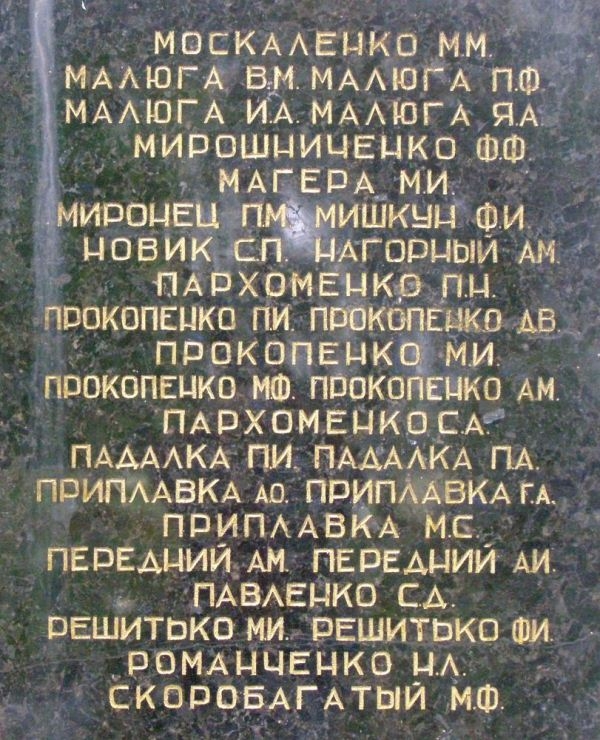 МОСКАЛЕНКО М.М.
МАЛЮГА В.М. МАЛЮГА П.Ф
МАЛЮГА И.А. МАЛЮГА Я.А.
МИРОШНИЧЕНКО Ф.Ф.
МАГЕРА М.И.
МИРОНЕЦ П.М. МИШКУН Ф.И.
НОВИК С.П. НАГОРНЫЙ А.М.
ПАРХОМЕНКО П.Н.
ПРОКОПЕНКО П.И. ПРОКОПЕНКО Д.В.
ПРОКОПЕНКО М.И.
ПРОКОПЕНКО М.Ф. ПРОКОПЕНКО А.М.
ПАРХОМЕНКО С.А.
ПАДАЛКА П.И. ПАДАЛКА П.А.
ПРИПЛАВКА А.О. ПРИПЛАВКА Г.А.
ПРИПЛАВКА М.С.
ПЕРЕДНИЙ А.М. ПЕРЕДНИЙ А.И.
ПАВЛЕНКО С.Д.
РЕШИТЬКО М.И. РЕШИТЬКО Ф.И.
РОМАНЧЕНКО Н.Л.
СКОРОБАГАТЫЙ М.Ф.